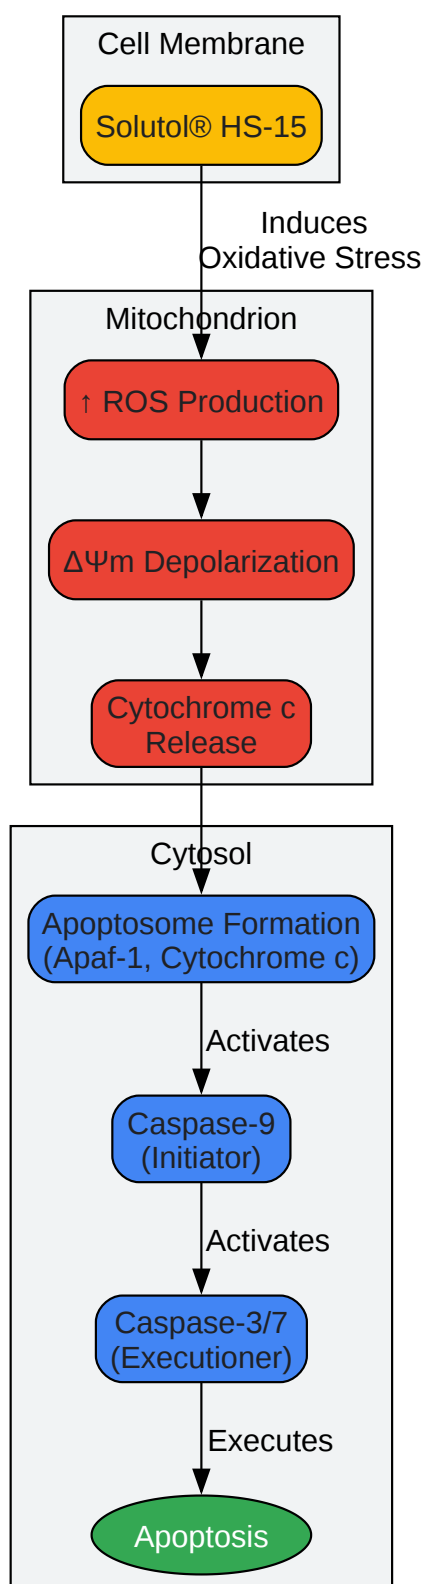 Cell Membrane
Solutol® HS-15
Induces
Oxidative Stress
Mitochondrion
↑ ROS Production
ΔΨm Depolarization
Cytochrome c
Release
Cytosol
Apoptosome Formation
(Apaf-1, Cytochrome c)
Activates
Caspase-9
(Initiator)
Activates
Caspase-3/7
(Executioner)
Executes
Apoptosis